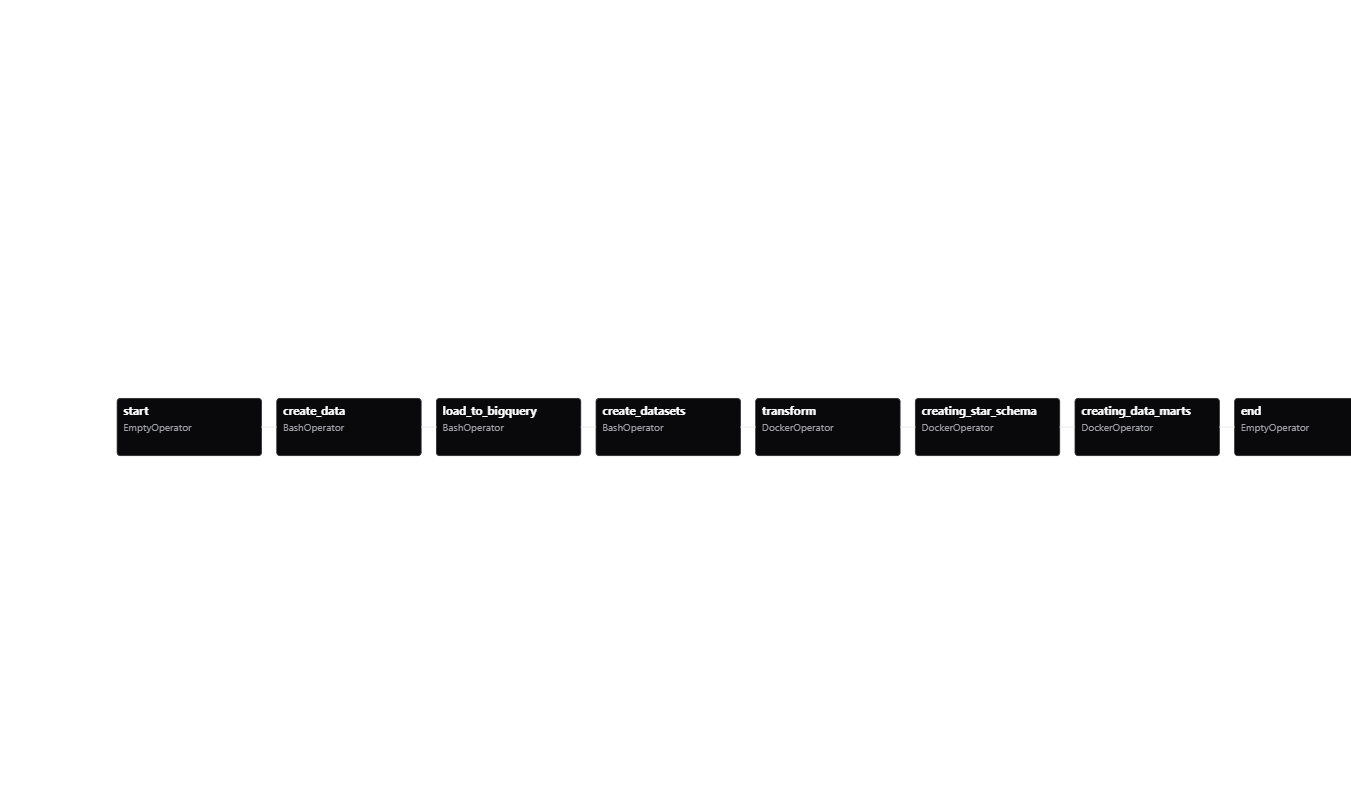 start
EmptyOperator
create_data
BashOperator
load_to_bigquery
BashOperator
create_datasets
BashOperator
transform
DockerOperator
creating_star_schema
DockerOperator
creating_data_marts
DockerOperator
end
EmptyOperator